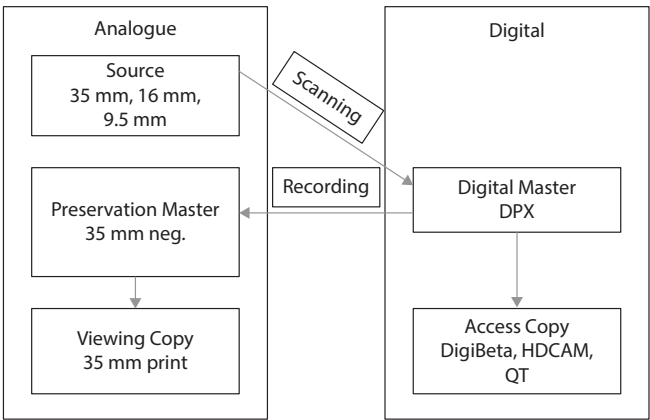 Analogue
Digital
Source
35 mm, 16 mm,
9.5 mm
Scanning
Recording
Preservation Master
35 mm neg.
Digital Master
DPX
Viewing Copy
35 mm print
Access Copy
DigiBeta, HDCAM,
QT